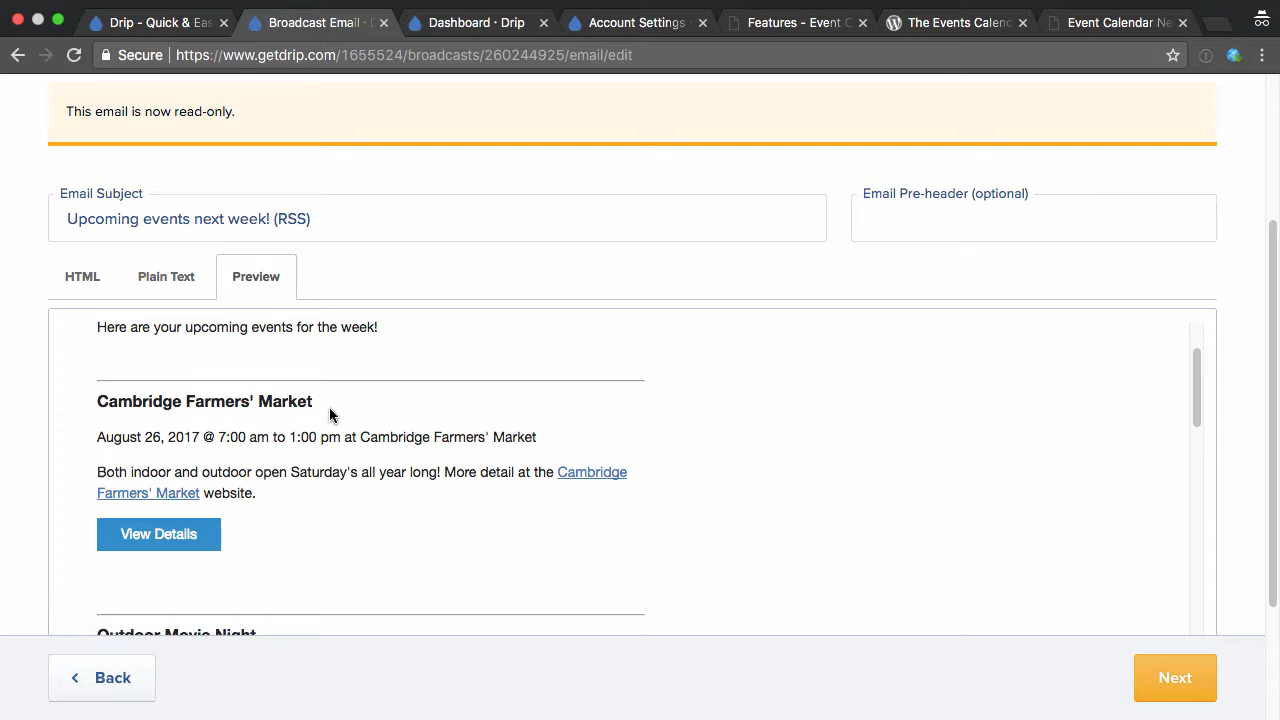 Drip - Quick & Eas
Broadcast Email ·
Dashboard · Drip
Account Settings
Features - Event C
The Events Calend
Event Calendar Ne
Secure
https://www.getdrip.com/1655524/broadcasts/260244925/email/edit
This email is now read-only.
Email Subject
Email Pre-header (optional)
Upcoming events next week! (RSS)
HTML
Plain Text
Preview
Here are your upcoming events for the week!
Cambridge Farmers' Market
August 26, 2017 @ 7:00 am to 1:00 pm at Cambridge Farmers' Market
Both indoor and outdoor open Saturday's all year long! More detail at the Cambridge
Farmers' Market website.
View Details
Outdoor Movie Night
Back
Next